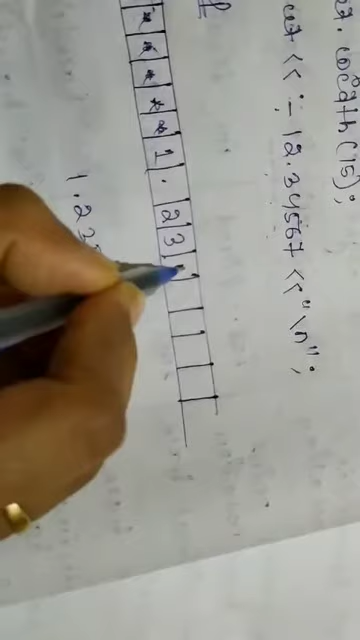 width(15);
cout << : - 12.34567 << "\n";
* * * * * 1 . 2 3
1.23